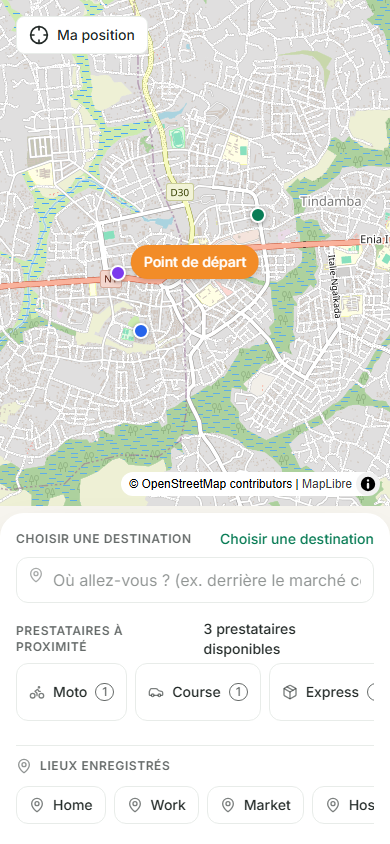 Ma position
D30
Tindamba
Enia I
Point de départ
Italie-Ngaïkada
© OpenStreetMap contributors | MapLibre
CHOISIR UNE DESTINATION
Choisir une destination
Où allez-vous ? (ex. derrière le marché c
PRESTATAIRES À
PROXIMITÉ
3 prestataires
disponibles
Moto 1
Course 1
Express
LIEUX ENREGISTRÉS
Home
Work
Market
Hos